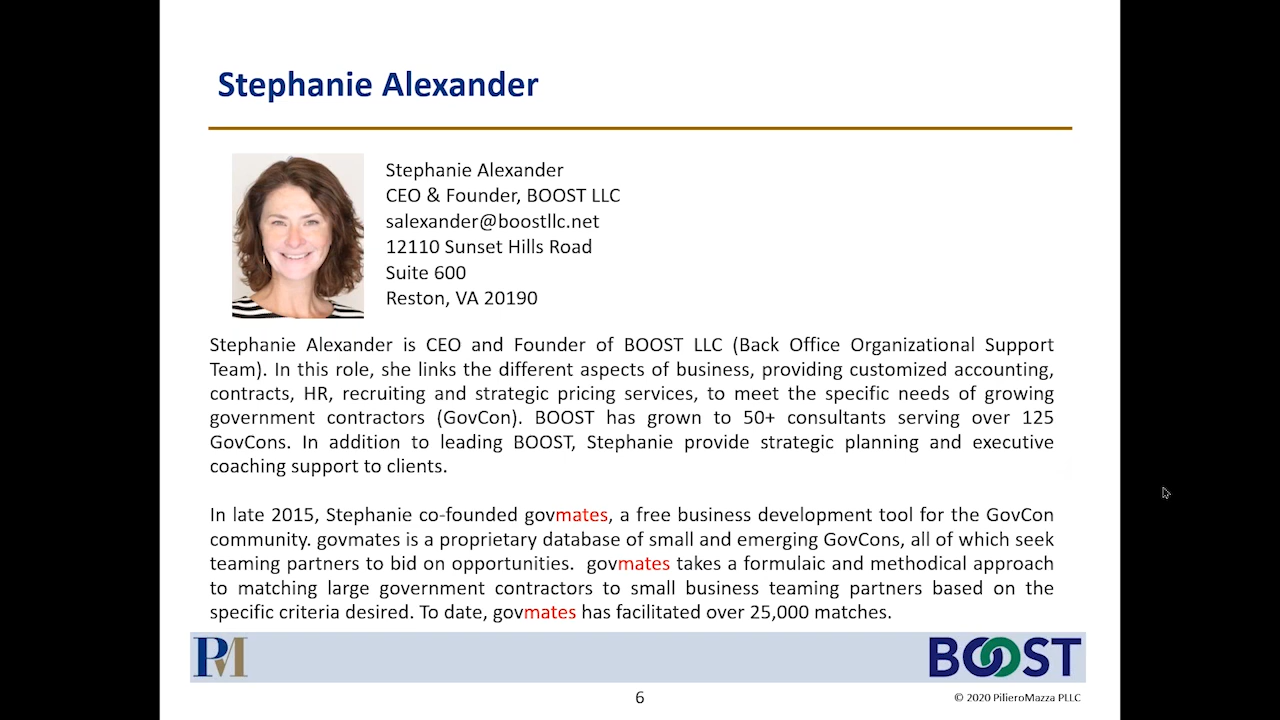 Stephanie Alexander
Stephanie Alexander
CEO & Founder, BOOST LLC
salexander@boostllc.net
12110 Sunset Hills Road
Suite 600
Reston, VA 20190
Stephanie Alexander is CEO and Founder of BOOST LLC (Back Office Organizational Support
Team). In this role, she links the different aspects of business, providing customized accounting,
contracts, HR, recruiting and strategic pricing services, to meet the specific needs of growing
government contractors (GovCon). BOOST has grown to 50+ consultants serving over 125
GovCons. In addition to leading BOOST, Stephanie provide strategic planning and executive
coaching support to clients.
In late 2015, Stephanie co-founded govmates, a free business development tool for the GovCon
community. govmates is a proprietary database of small and emerging GovCons, all of which seek
teaming partners to bid on opportunities.  govmates takes a formulaic and methodical approach
to matching large government contractors to small business teaming partners based on the
specific criteria desired. To date, govmates has facilitated over 25,000 matches.
PM
BOOST
6
© 2020 PilieroMazza PLLC